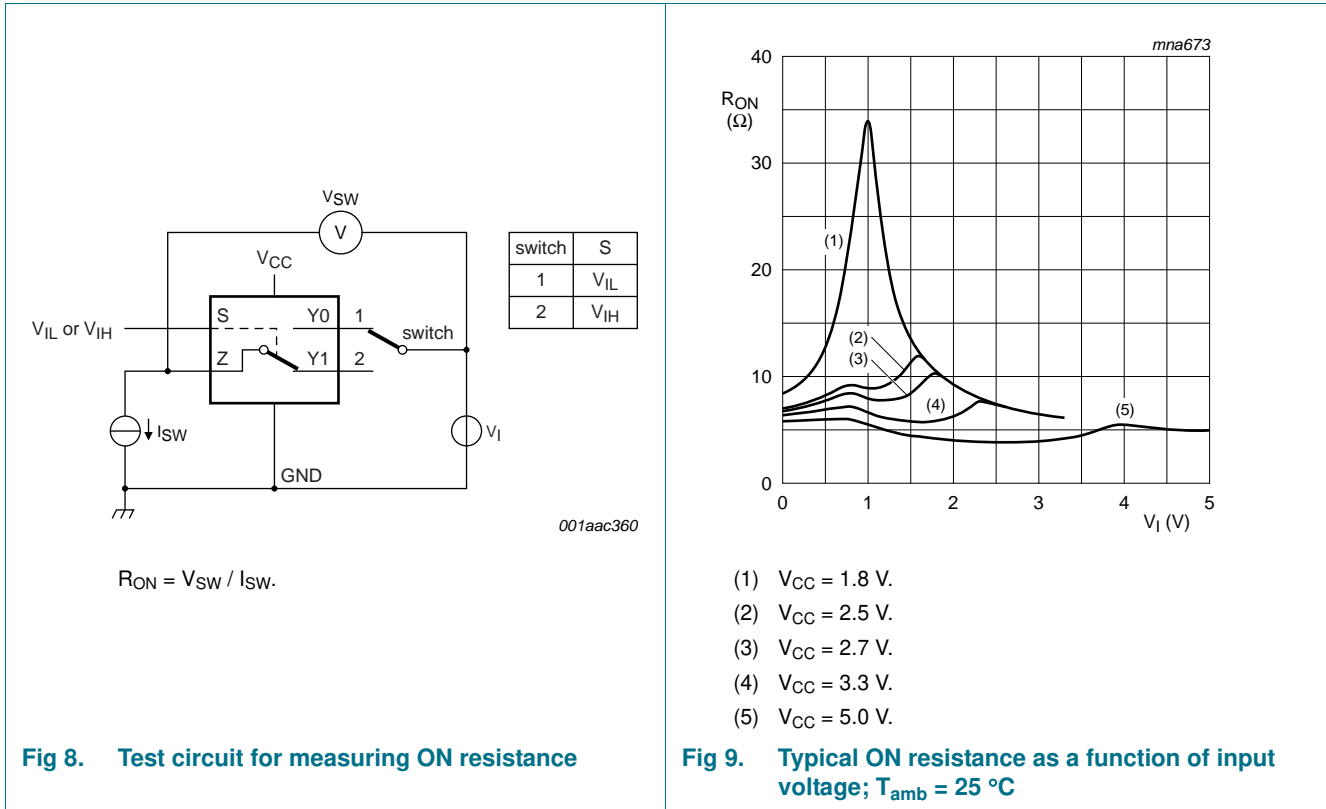 VSW
V
VCC
switch S
1 VIL
2 VIH
VIL or VIH
S
Y0 1
switch
Z
Y1 2
ISW
VI
GND
001aac360
RON = VSW / ISW.
Fig 8. Test circuit for measuring ON resistance
mna673
40
RON
(Ω)
30
(1)
20
(2)
(3)
10
(4)
(5)
0
0 1 2 3 4 5
VI (V)
(1) VCC = 1.8 V.
(2) VCC = 2.5 V.
(3) VCC = 2.7 V.
(4) VCC = 3.3 V.
(5) VCC = 5.0 V.
Fig 9. Typical ON resistance as a function of input
voltage; Tamb = 25 °C